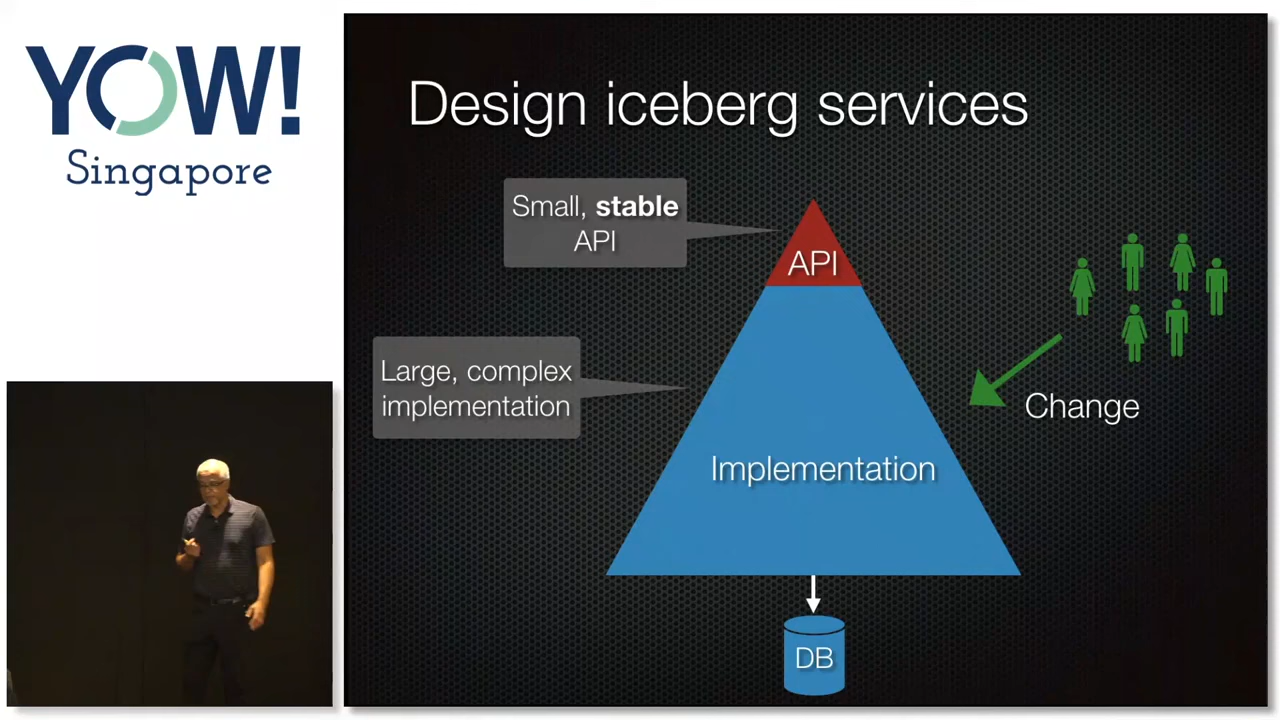 YOW!
Singapore
Design iceberg services
Small, stable
API
API
Large, complex
implementation
Change
Implementation
DB